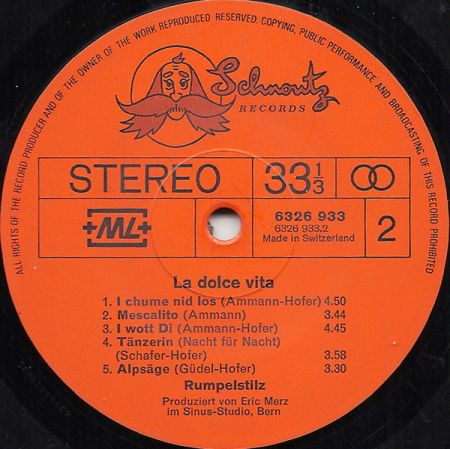 ALL RIGHTS OF THE RECORD PRODUCER AND OF THE OWNER OF THE WORK REPRODUCED RESERVED. COPYING, PUBLIC PERFORMANCE AND BROADCASTING OF THIS RECORD PROHIBITED
Schnoutz
RECORDS
STEREO 33 1/3
+ML+ 6326 933 2
6326 933.2
Made in Switzerland
La dolce vita
1. I chume nid los (Ammann-Hofer) 4.50
2. Mescalito (Ammann) 3.44
3. I wott Di (Ammann-Hofer) 4.45
4. Tänzerin (Nacht für Nacht)
(Schafer-Hofer) 3.58
5. Alpsäge (Güdel-Hofer) 3.30
Rumpelstilz
Produziert von Eric Merz
im Sinus-Studio, Bern